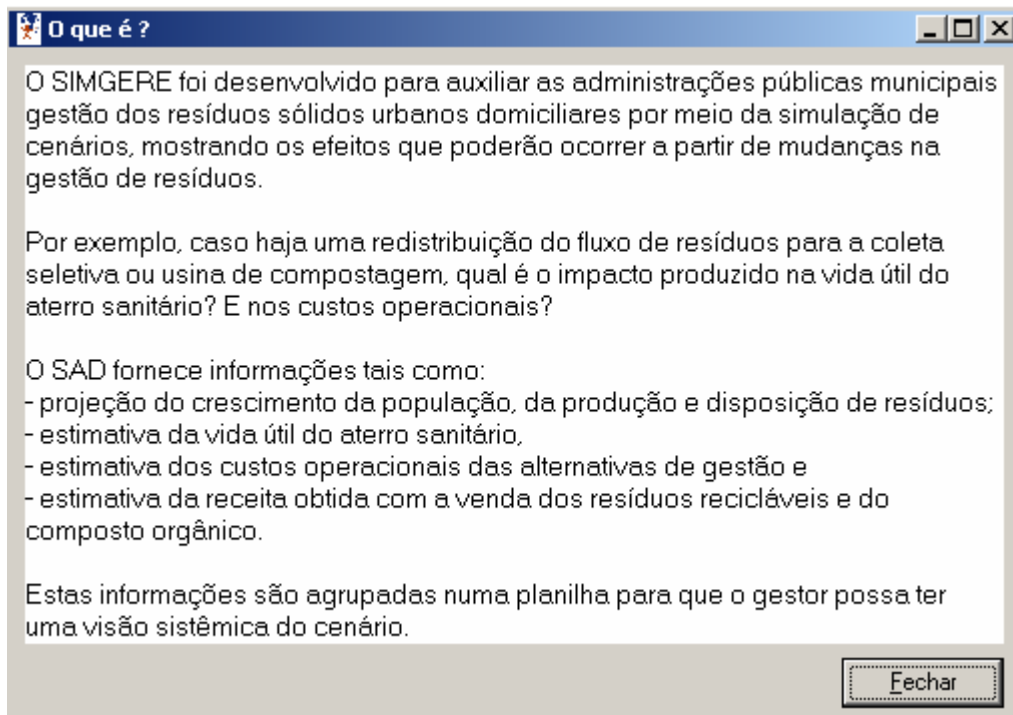 O que é ?
O SIMGERE foi desenvolvido para auxiliar as administrações públicas municipais
gestão dos resíduos sólidos urbanos domiciliares por meio da simulação de
cenários, mostrando os efeitos que poderão ocorrer a partir de mudanças na
gestão de resíduos.
Por exemplo, caso haja uma redistribuição do fluxo de resíduos para a coleta
seletiva ou usina de compostagem, qual é o impacto produzido na vida útil do
aterro sanitário? E nos custos operacionais?
O SAD fornece informações tais como:
- projeção do crescimento da população, da produção e disposição de resíduos;
- estimativa da vida útil do aterro sanitário,
- estimativa dos custos operacionais das alternativas de gestão e
- estimativa da receita obtida com a venda dos resíduos recicláveis e do
composto orgânico.
Estas informações são agrupadas numa planilha para que o gestor possa ter
uma visão sistêmica do cenário.
Fechar